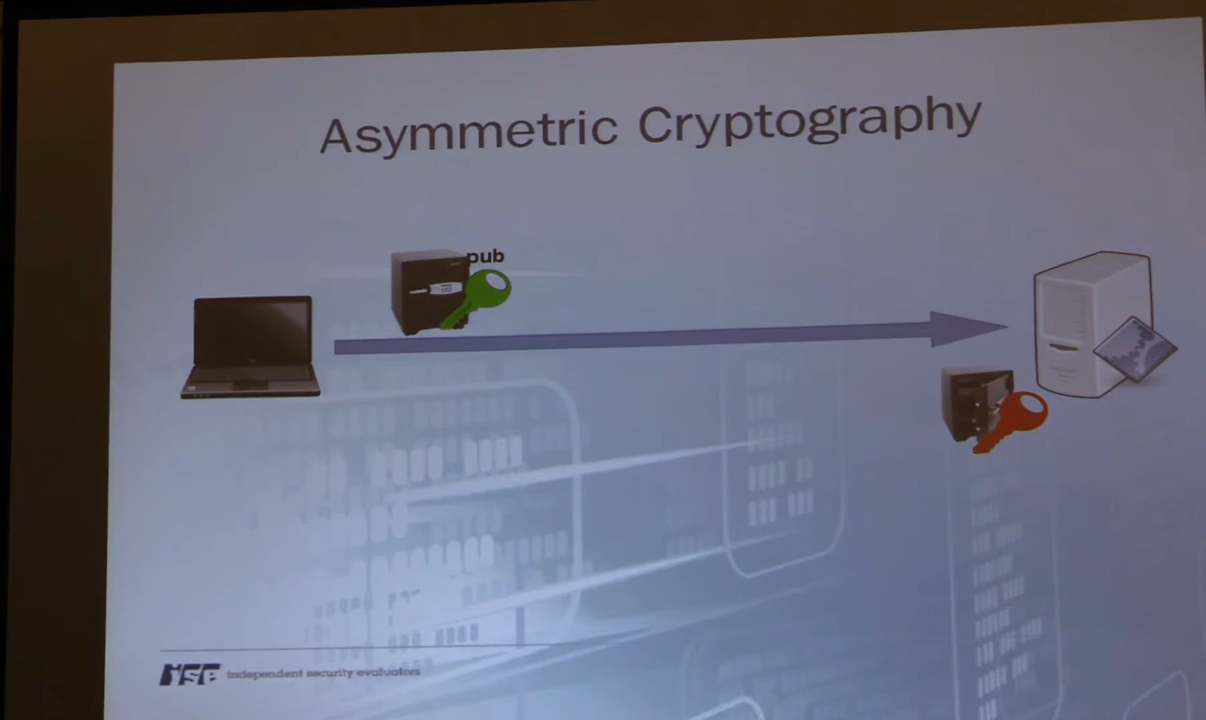 Asymmetric Cryptography
pub
ise independent security evaluators